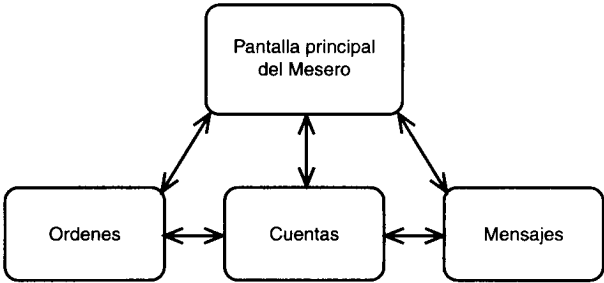 Pantalla principal
del Mesero
Ordenes
Cuentas
Mensajes